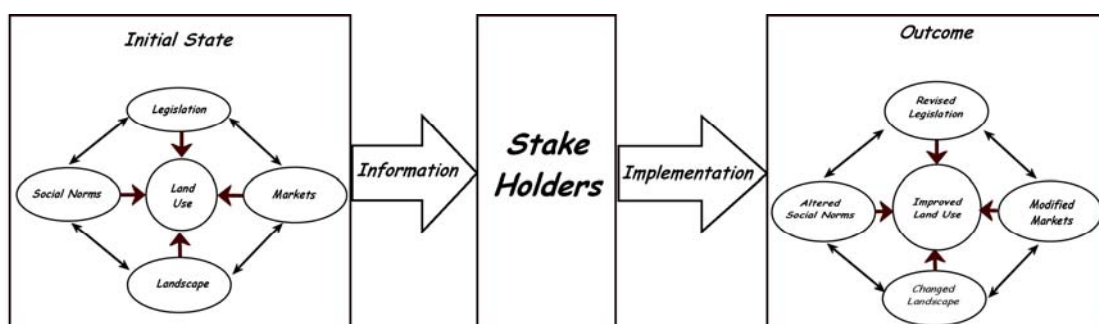 Initial State
Legislation
Social Norms
Land
Use
Markets
Landscape
Information
Stake
Holders
Implementation
Outcome
Revised
Legislation
Altered
Social Norms
Improved
Land Use
Modified
Markets
Changed
Landscape